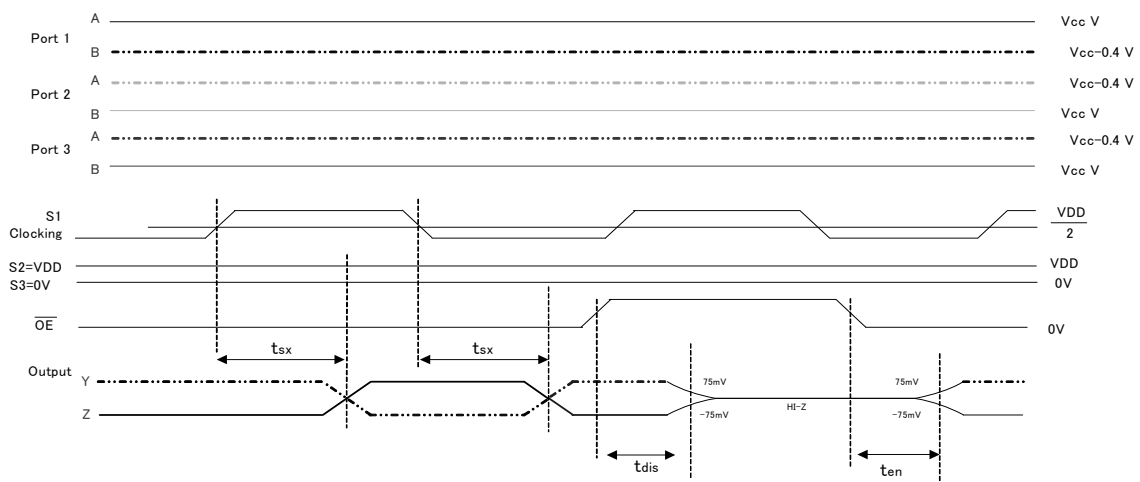 A Vcc V
Port 1
B Vcc-0.4 V
A Vcc-0.4 V
Port 2
B Vcc V
A Vcc-0.4 V
Port 3
B Vcc V
S1
Clocking
VDD
2
S2=VDD VDD
S3=0V 0V
OE 0V
tsx tsx
Output
Y 75mV 75mV
HI-Z
Z -75mV -75mV
tdis ten